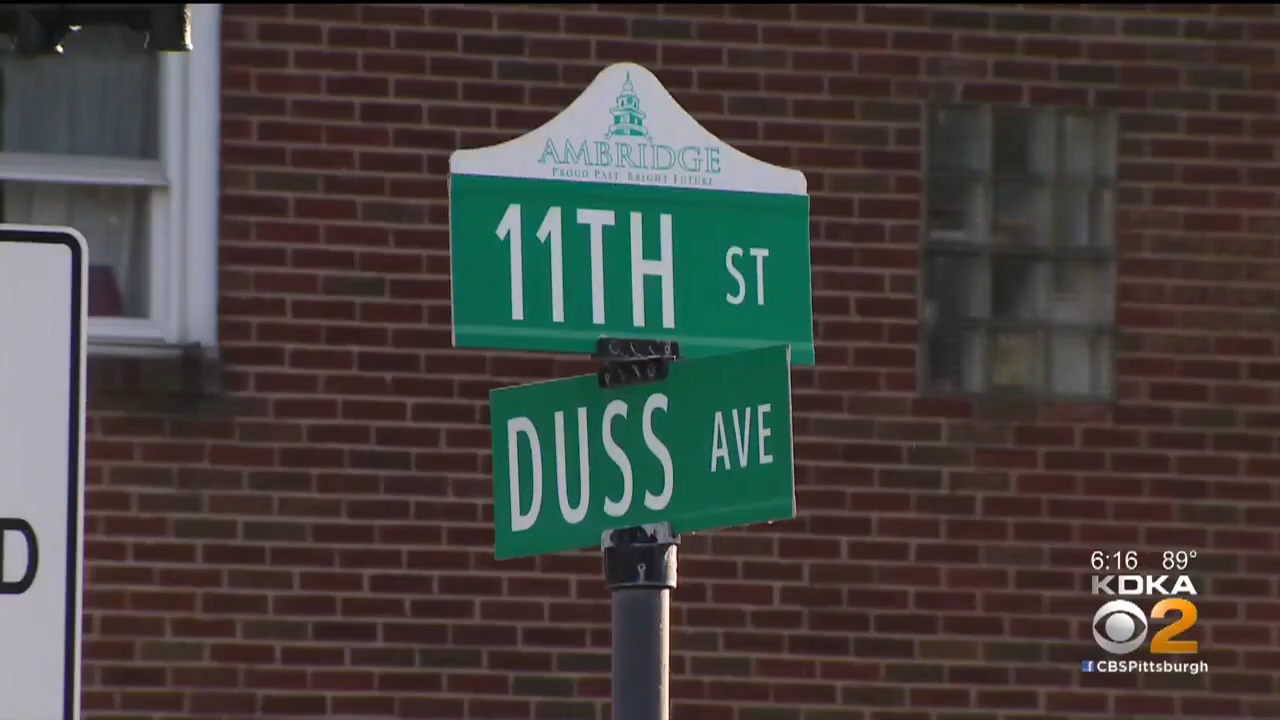 AMBRIDGE
PROUD PAST. BRIGHT FUTURE
11TH ST
DUSS AVE
D
6:16 89°
KDKA
2
f CBSPittsburgh